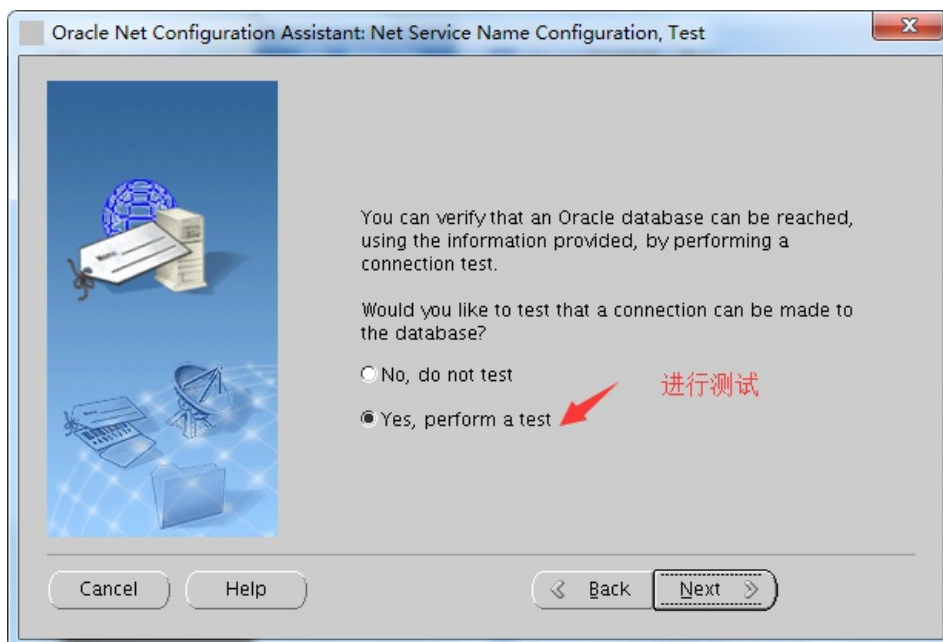 Oracle Net Configuration Assistant: Net Service Name Configuration, Test
You can verify that an Oracle database can be reached,
using the information provided, by performing a
connection test.
Would you like to test that a connection can be made to
the database?
No, do not test
进行测试
Yes, perform a test
Cancel
Help
Back
Next